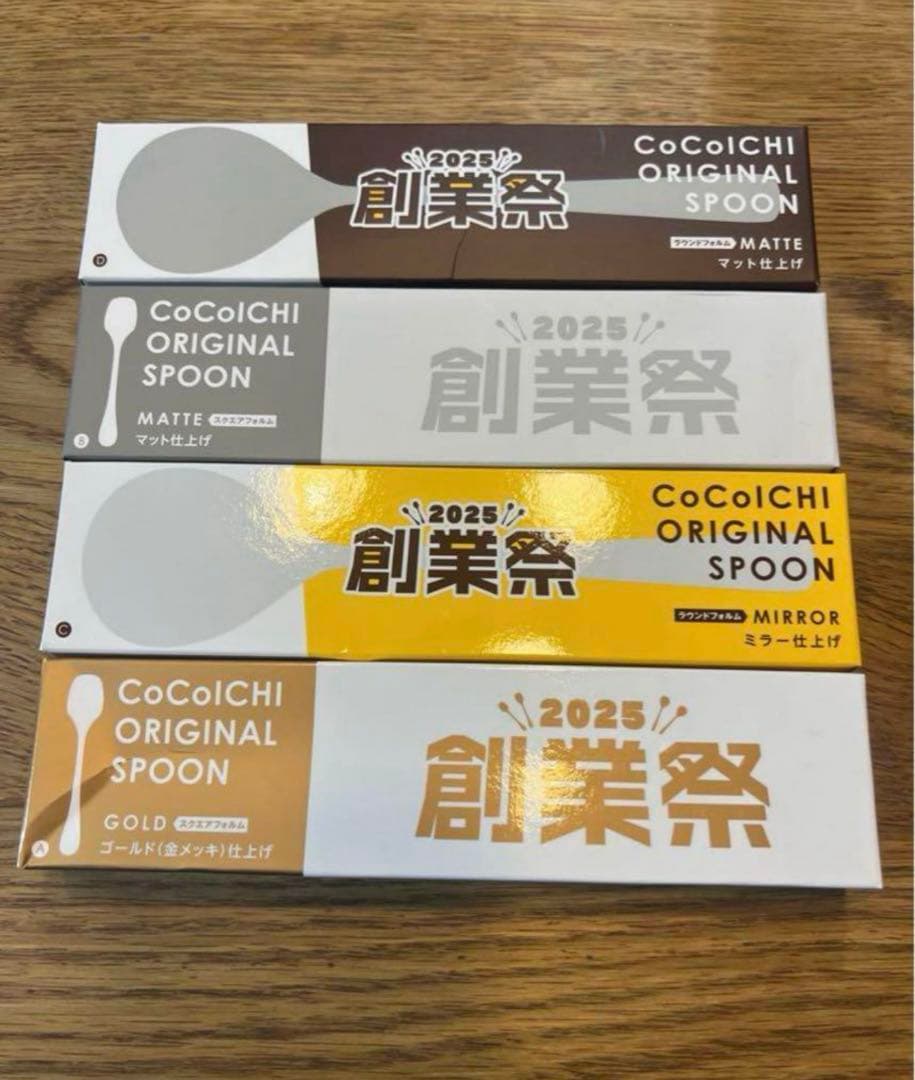 2025
創業祭
CoCoICHI
ORIGINAL
SPOON
ラウンドフォルム MATTE
マット仕上げ
D
CoCoICHI
ORIGINAL
SPOON
MATTE スクエアフォルム
マット仕上げ
B
2025
創業祭
2025
創業祭
CoCoICHI
ORIGINAL
SPOON
ラウンドフォルム MIRROR
ミラー仕上げ
C
CoCoICHI
ORIGINAL
SPOON
GOLD スクエアフォルム
ゴールド(金メッキ)仕上げ
A
2025
創業祭